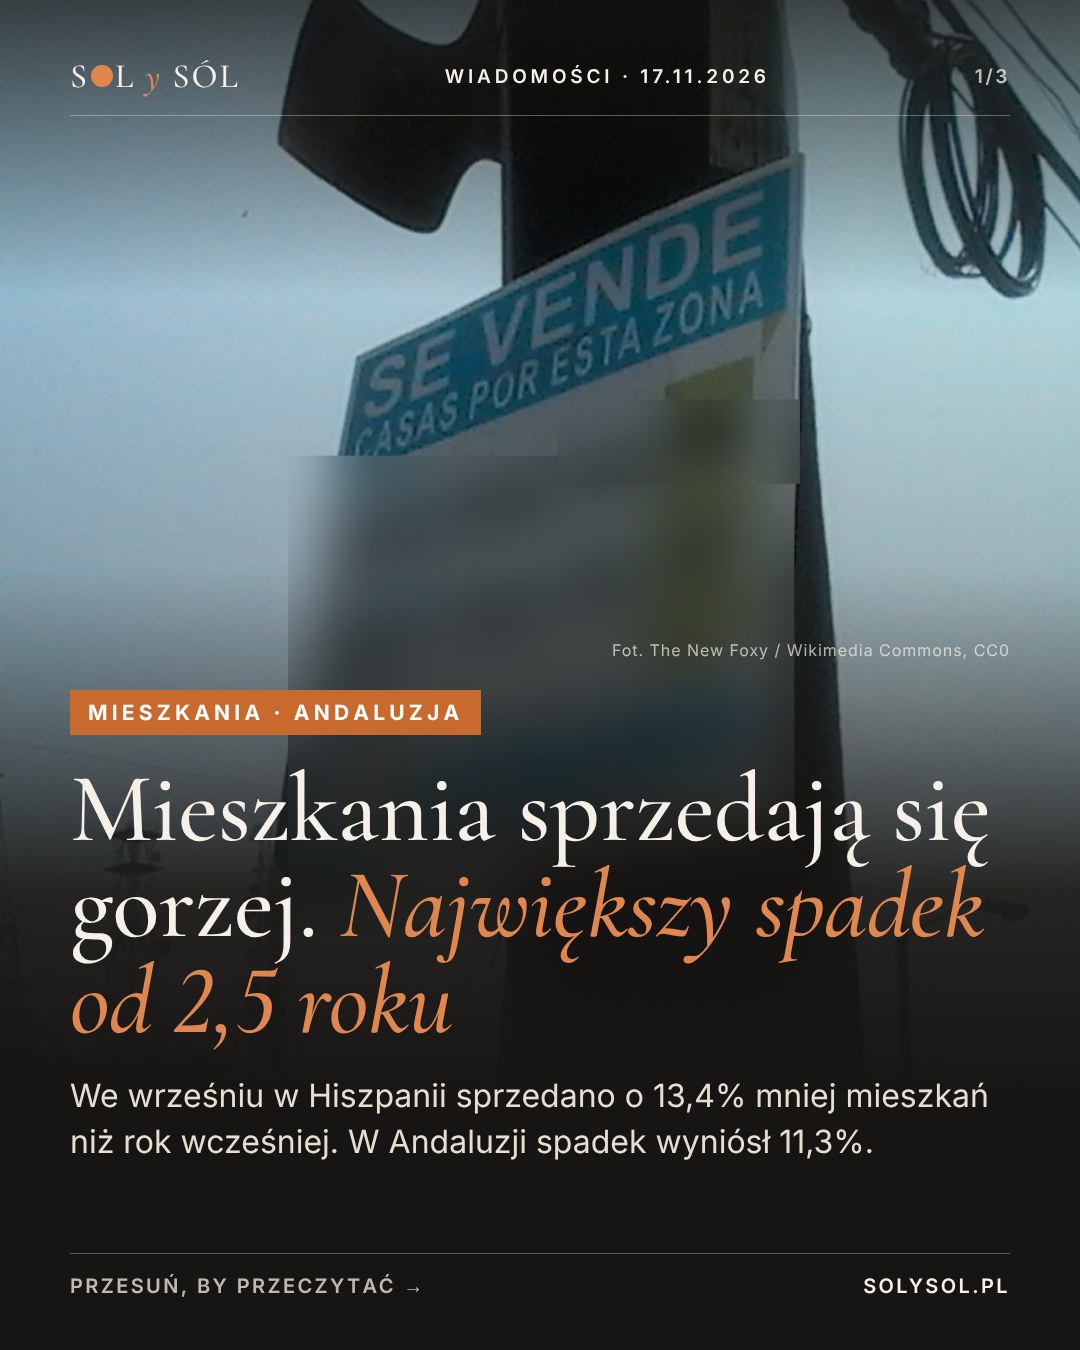 SOL y SÓL
WIADOMOŚCI · 17.11.2026
1/3
SE VENDE
CASAS POR ESTA ZONA
Fot. The New Foxy / Wikimedia Commons, CC0
MIESZKANIA · ANDALUZJA
Mieszkania sprzedają się
gorzej. Największy spadek
od 2,5 roku
We wrześniu w Hiszpanii sprzedano o 13,4% mniej mieszkań
niż rok wcześniej. W Andaluzji spadek wyniósł 11,3%.
PRZESUŃ, BY PRZECZYTAĆ →
SOLYSOL.PL